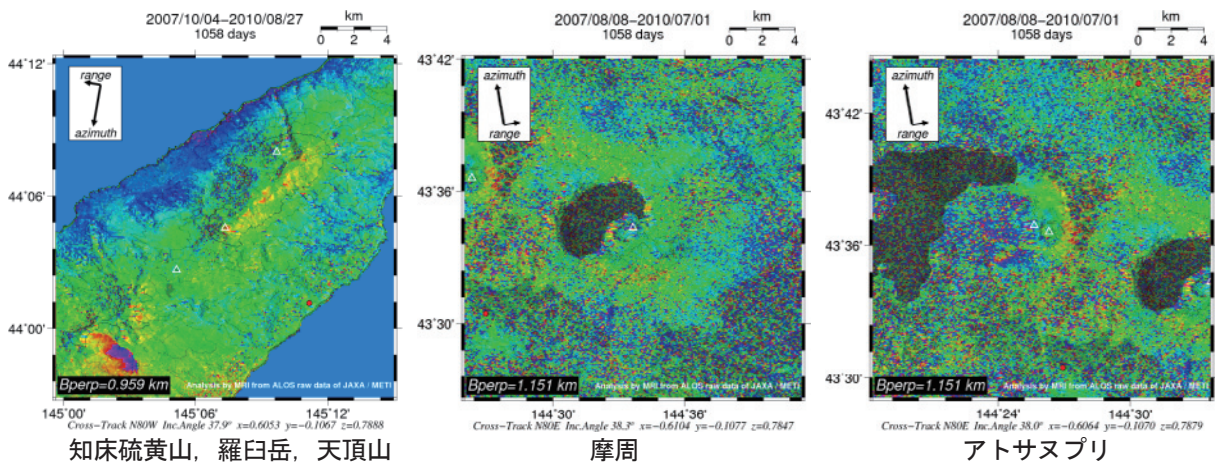 2007/10/04−2010/08/27
1058 days
km
0 2 4
44˚12'
44˚06'
44˚00'
range
azimuth
Bperp=0.959 km
Analysis by MRI from ALOS raw data of JAXA / METI
145˚00' 145˚06' 145˚12'
Cross−Track N80W Inc.Angle 37.9° x=0.6053 y=−0.1067 z=0.7888
知床硫黄山，羅臼岳，天頂山
2007/08/08−2010/07/01
1058 days
km
0 2 4
43˚42'
43˚36'
43˚30'
azimuth
range
Bperp=1.151 km
Analysis by MRI from ALOS raw data of JAXA / METI
144˚30' 144˚36'
Cross−Track N80E Inc.Angle 38.3° x=−0.6104 y=−0.1077 z=0.7847
摩周
2007/08/08−2010/07/01
1058 days
km
0 2 4
43˚42'
43˚36'
43˚30'
azimuth
range
Bperp=1.151 km
Analysis by MRI from ALOS raw data of JAXA / METI
144˚24' 144˚30'
Cross−Track N80E Inc.Angle 38.0° x=−0.6064 y=−0.1070 z=0.7879
アトサヌプリ